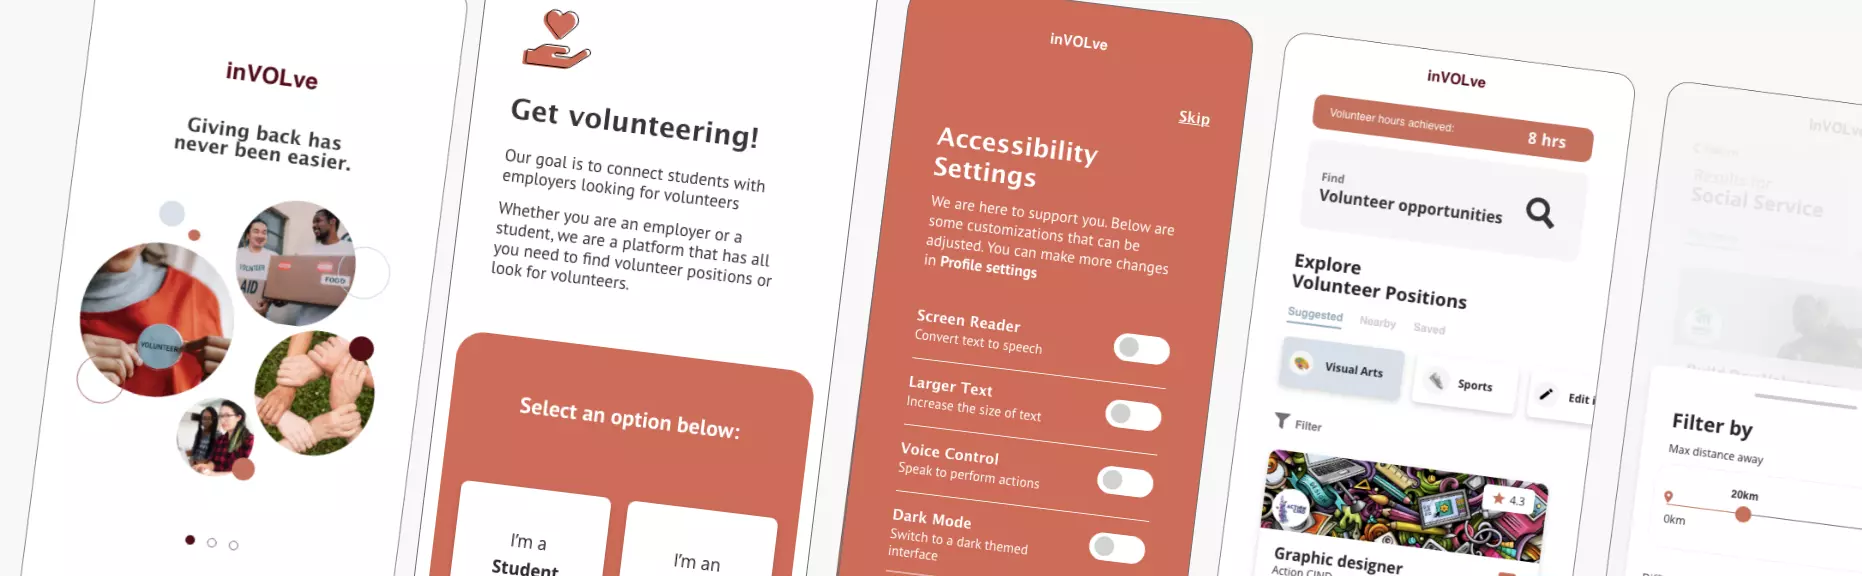 inVOLve
Giving back has
never been easier.
VOLUNTEER
VOLUNTEER
AID
FOOD
Get volunteering!
Our goal is to connect students with
employers looking for volunteers
Whether you are an employer or a
student, we are a platform that has all
you need to find volunteer positions or
look for volunteers.
Select an option below:
I'm a
Student
I'm an
inVOLve
Skip
Accessibility
Settings
We are here to support you. Below are
some customizations that can be
adjusted. You can make more changes
in Profile settings
Screen Reader
Convert text to speech
Larger Text
Increase the size of text
Voice Control
Speak to perform actions
Dark Mode
Switch to a dark themed
interface
inVOLve
Volunteer hours achieved:
8 hrs
Find
Volunteer opportunities
Explore
Volunteer Positions
Suggested
Nearby
Saved
Visual Arts
Sports
Edit i
Filter
4.3
Graphic designer
Action CIND
inVOLve
Results for
Social Service
Filter by
Max distance away
20km
0km